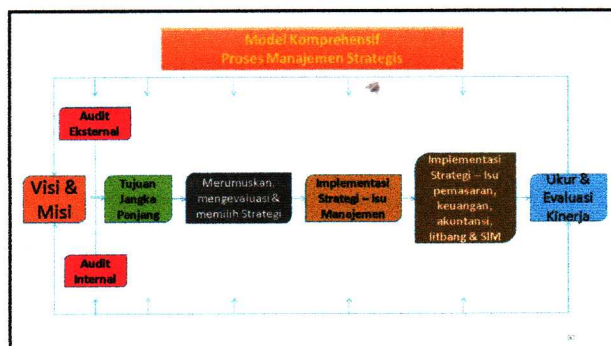 Model Komprehensif
Proses Manajemen Strategis
Audit
Eksternal
Visi &
Misi
Tujuan
Jangka
Panjang
Merumuskan,
mengevaluasi &
memilih Strategi
Implementasi
Strategi – Isu
Manajemen
Implementasi
Strategi – Isu
pemasaran,
keuangan,
akuntansi,
litbang & SIM
Ukur &
Evaluasi
Kinerja
Audit
Internal